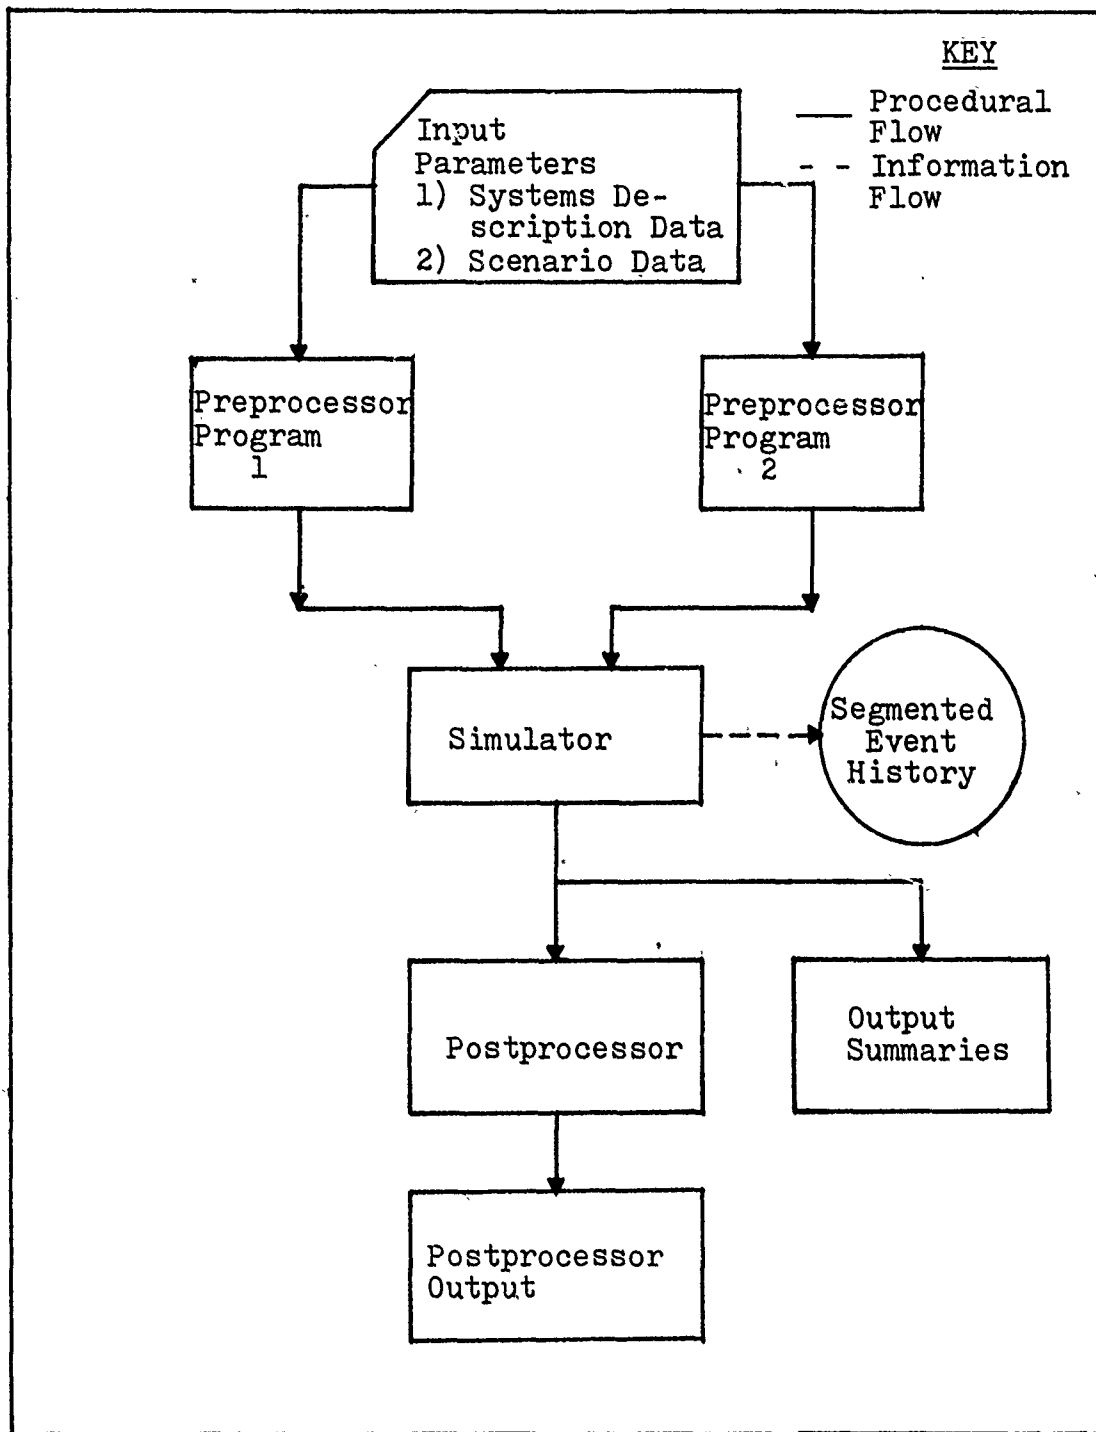 KEY
Procedural
Flow
Information
Flow
Input
Parameters
1) Systems De-
scription Data
2) Scenario Data
Preprocessor
Program
1
Preprocessor
Program
2
Simulator
Segmented
Event
History
Postprocessor
Output
Summaries
Postprocessor
Output